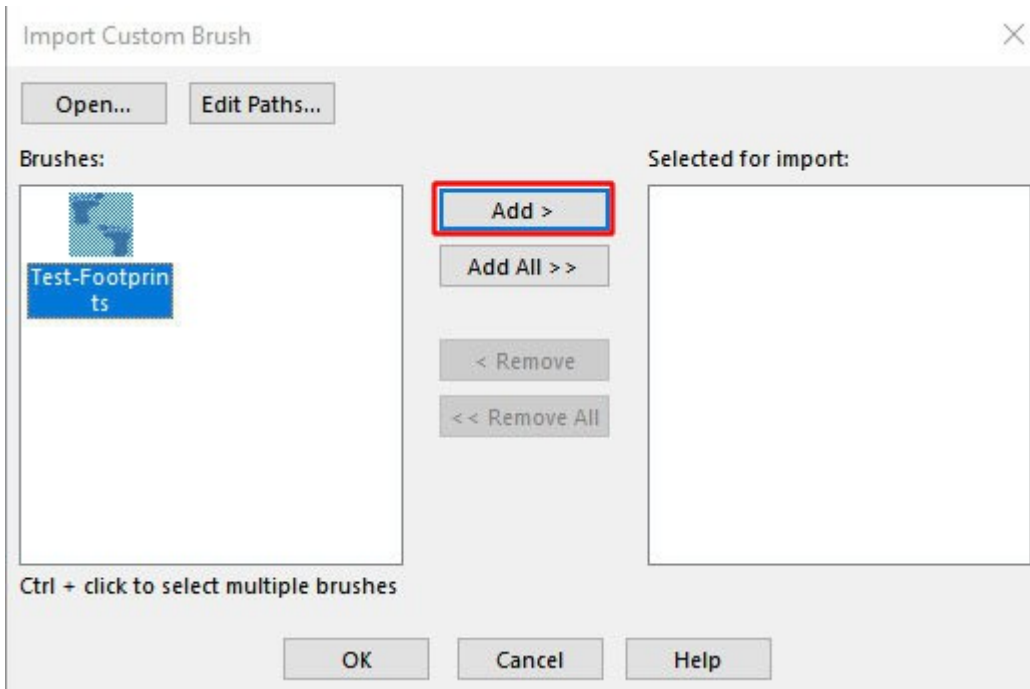 Import Custom Brush
Open... Edit Paths...
Brushes: Selected for import:
Add >
Add All >>
Test-Footprin
ts
< Remove
<< Remove All
Ctrl + click to select multiple brushes
OK Cancel Help